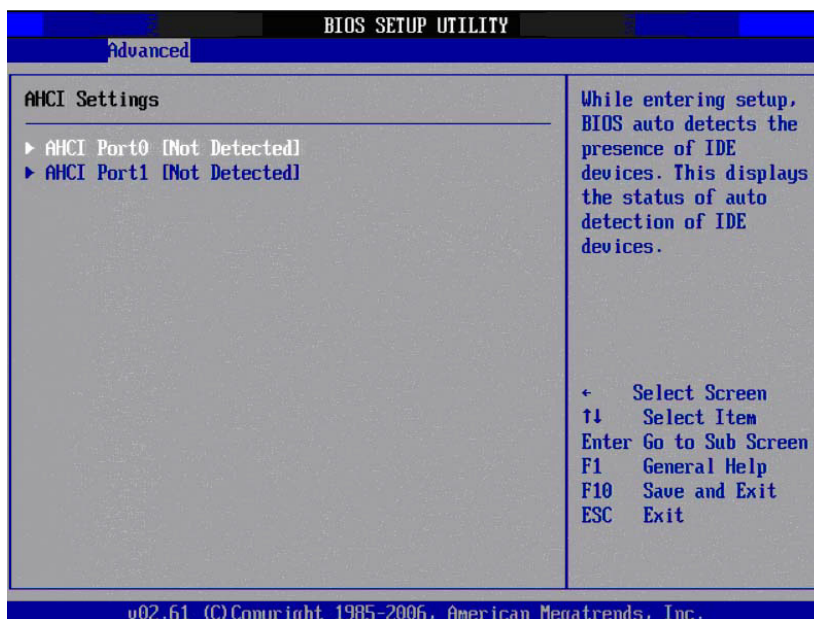 BIOS SETUP UTILITY
Advanced
AHCI Settings
▶ AHCI Port0 [Not Detected]
▶ AHCI Port1 [Not Detected]
While entering setup,
BIOS auto detects the
presence of IDE
devices. This displays
the status of auto
detection of IDE
devices.
← Select Screen
↑↓ Select Item
Enter Go to Sub Screen
F1 General Help
F10 Save and Exit
ESC Exit
v02.61 (C)Copyright 1985-2006, American Megatrends, Inc.